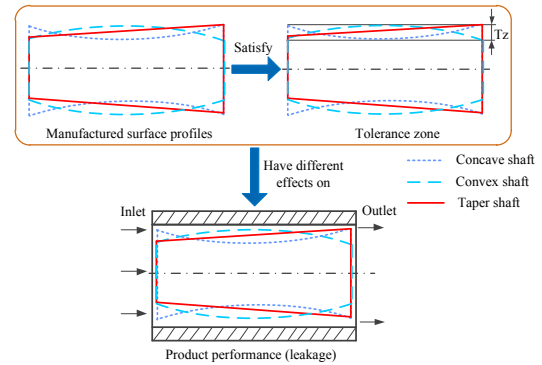 Satisfy
Tz
Manufactured surface profiles
Tolerance zone
Have different
effects on
Concave shaft
Convex shaft
Taper shaft
Inlet
Outlet
Product performance (leakage)